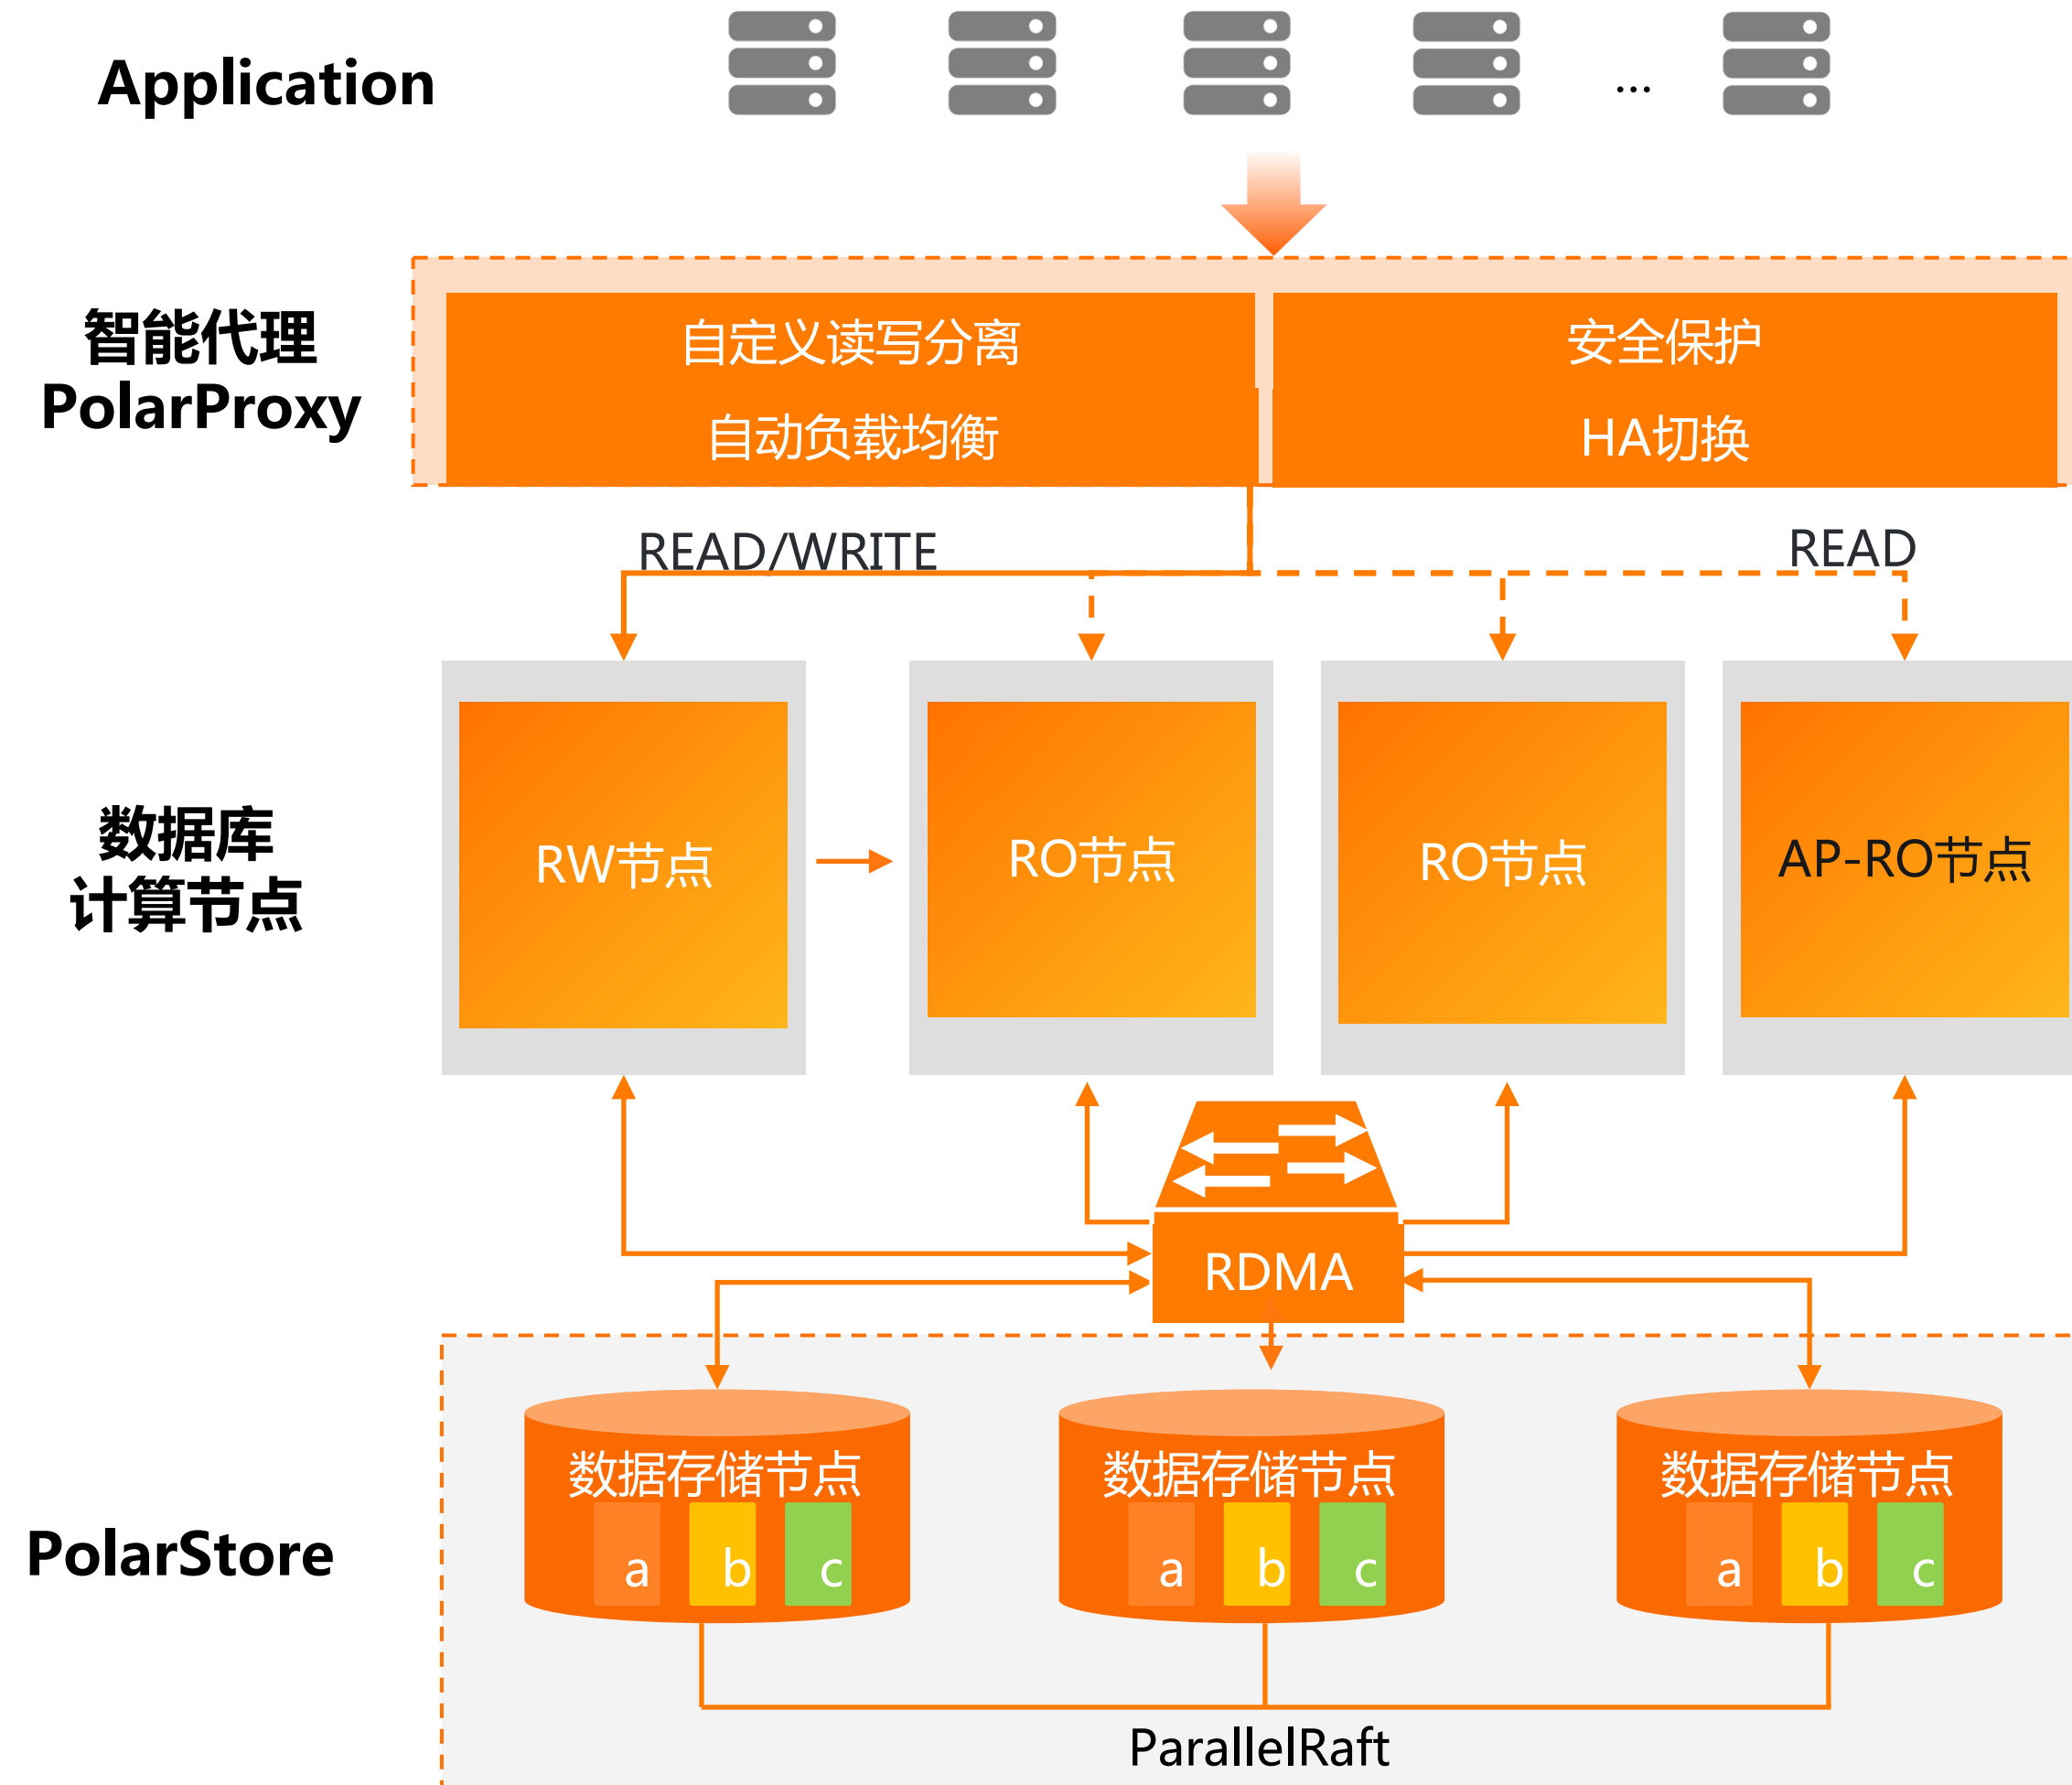 Application
...
智能代理
PolarProxy
自定义读写分离
自动负载均衡
安全保护
HA切换
READ/WRITE
READ
数据库
计算节点
RW节点
RO节点
RO节点
AP-RO节点
RDMA
PolarStore
数据存储节点
a b c
数据存储节点
a b c
数据存储节点
a b c
ParallelRaft